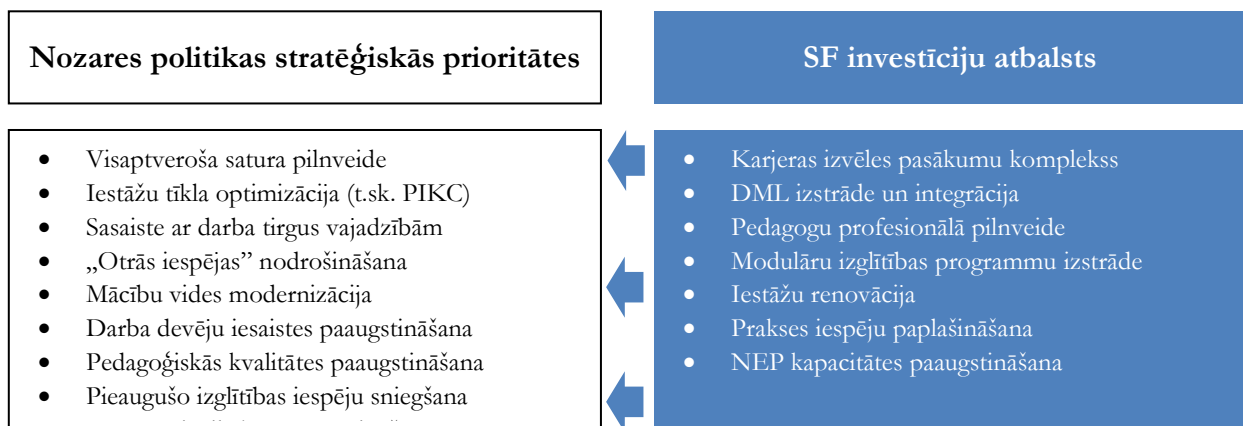 Nozares politikas stratēģiskās prioritātes
SF investīciju atbalsts
• Visaptveroša satura pilnveide
• Iestāžu tīkla optimizācija (t.sk. PIKC)
• Sasaiste ar darba tirgus vajadzībām
• „Otrās iespējas” nodrošināšana
• Mācību vides modernizācija
• Darba devēju iesaistes paaugstināšana
• Pedagoģiskās kvalitātes paaugstināšana
• Pieaugušo izglītības iespēju sniegšana
• Karjeras izvēles pasākumu komplekss
• DML izstrāde un integrācija
• Pedagogu profesionālā pilnveide
• Modulāru izglītības programmu izstrāde
• Iestāžu renovācija
• Prakses iespēju paplašināšana
• NEP kapacitātes paaugstināšana